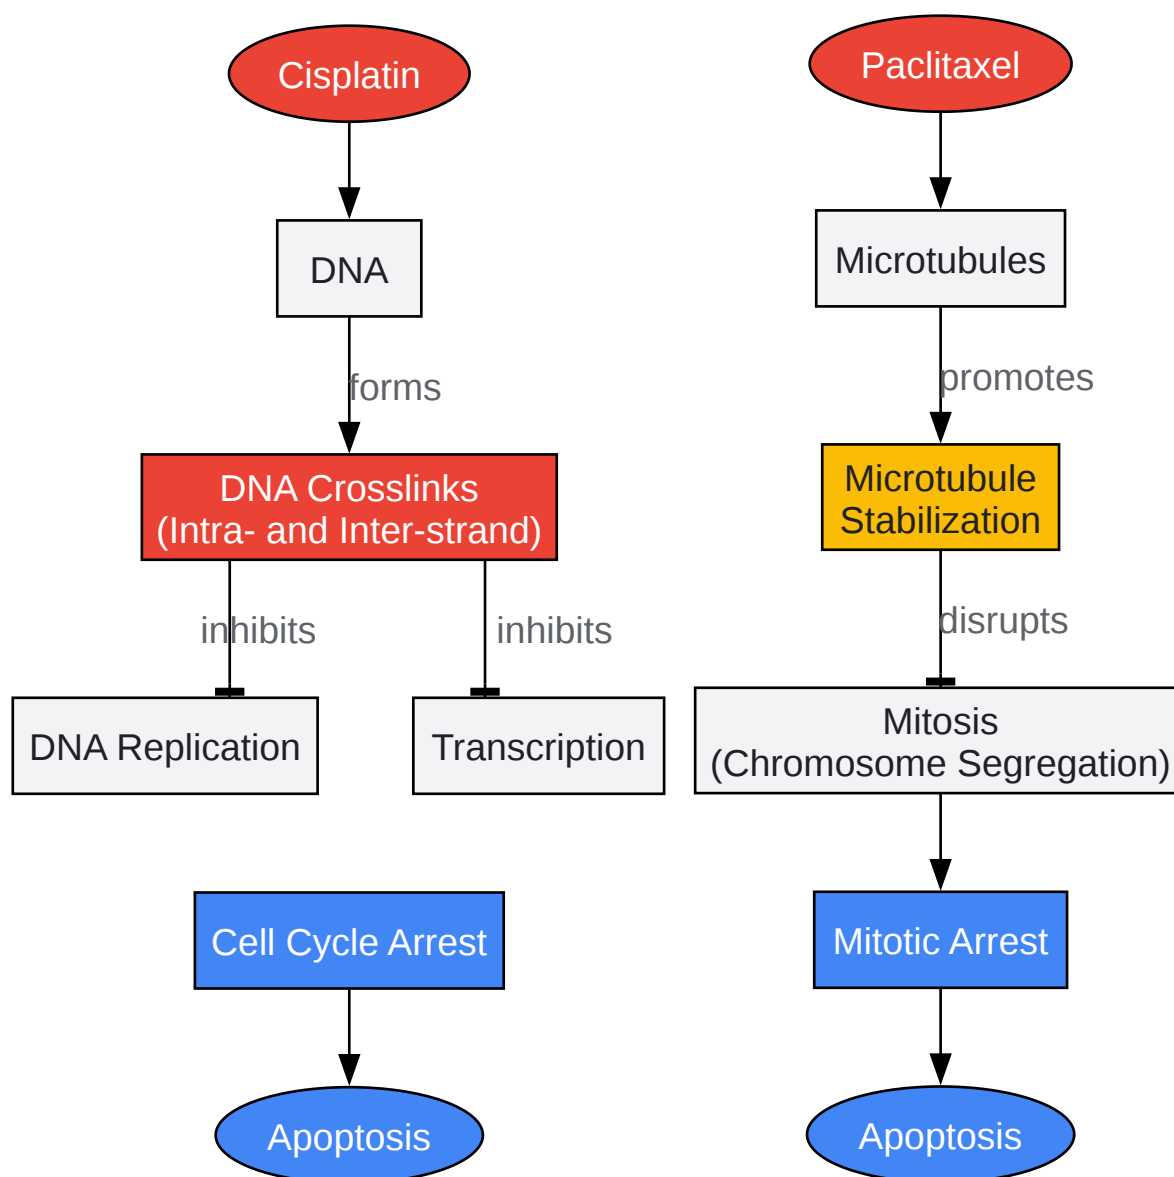 Cisplatin
DNA
forms
DNA Crosslinks
(Intra- and Inter-strand)
inhibits
inhibits
DNA Replication
Transcription
Cell Cycle Arrest
Apoptosis
Paclitaxel
Microtubules
promotes
Microtubule
Stabilization
disrupts
Mitosis
(Chromosome Segregation)
Mitotic Arrest
Apoptosis